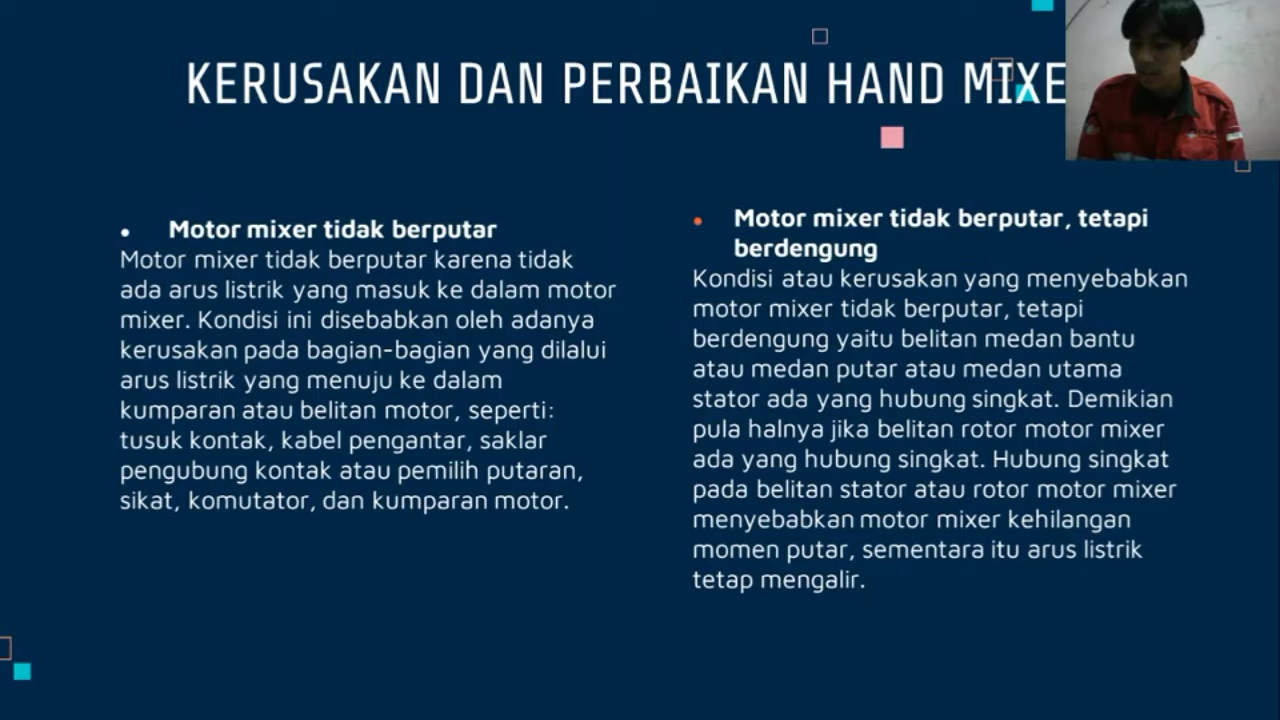 KERUSAKAN DAN PERBAIKAN HAND MIXE
• Motor mixer tidak berputar
Motor mixer tidak berputar karena tidak
ada arus listrik yang masuk ke dalam motor
mixer. Kondisi ini disebabkan oleh adanya
kerusakan pada bagian-bagian yang dilalui
arus listrik yang menuju ke dalam
kumparan atau belitan motor, seperti:
tusuk kontak, kabel pengantar, saklar
pengubung kontak atau pemilih putaran,
sikat, komutator, dan kumparan motor.
• Motor mixer tidak berputar, tetapi
berdengung
Kondisi atau kerusakan yang menyebabkan
motor mixer tidak berputar, tetapi
berdengung yaitu belitan medan bantu
atau medan putar atau medan utama
stator ada yang hubung singkat. Demikian
pula halnya jika belitan rotor motor mixer
ada yang hubung singkat. Hubung singkat
pada belitan stator atau rotor motor mixer
menyebabkan motor mixer kehilangan
momen putar, sementara itu arus listrik
tetap mengalir.